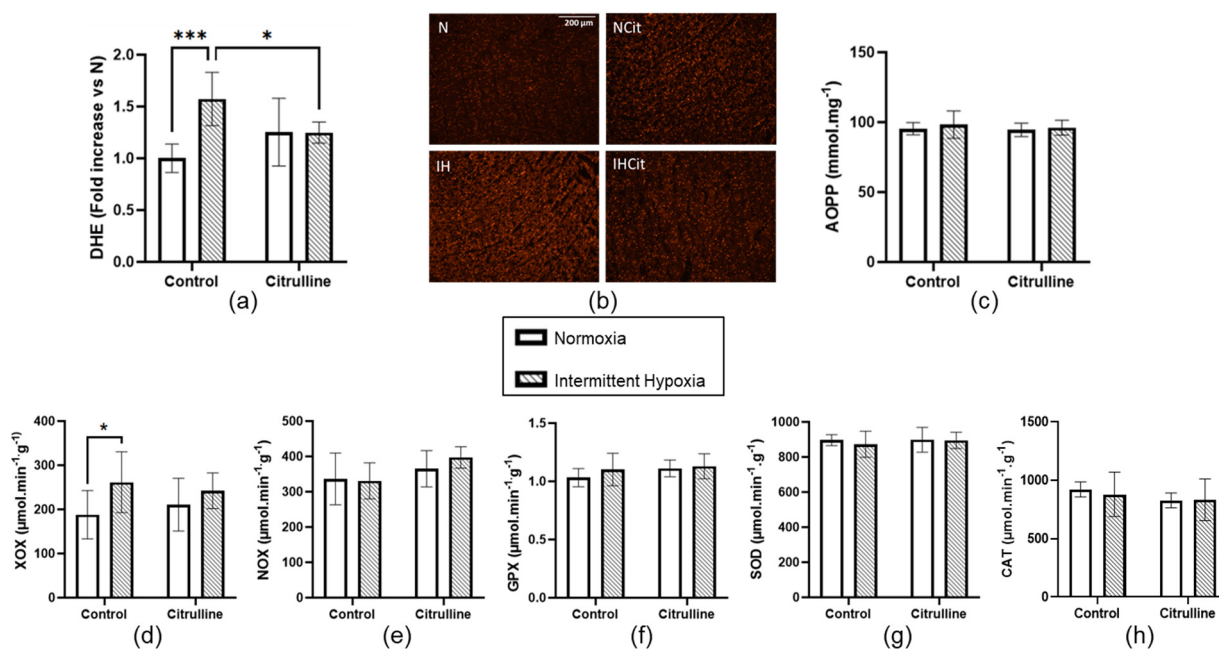 ***
*
DHE (Fold increase vs N)
2.0
1.5
1.0
0.5
0.0
Control
Citrulline
(a)
N
200 µm
NCit
IH
IHCit
(b)
AOPP (mmol.mg-1)
150
100
50
0
Control
Citrulline
(c)
Normoxia
Intermittent Hypoxia
*
XOX (µmol.min-1.g-1)
400
300
200
100
0
Control
Citrulline
(d)
NOX (µmol.min-1.g-1)
500
400
300
200
100
0
Control
Citrulline
(e)
GPX (µmol.min-1.g-1)
1.5
1.0
0.5
0.0
Control
Citrulline
(f)
SOD (µmol.min-1.g-1)
1000
800
600
400
200
0
Control
Citrulline
(g)
CAT (µmol.min-1.g-1)
1500
1000
500
0
Control
Citrulline
(h)